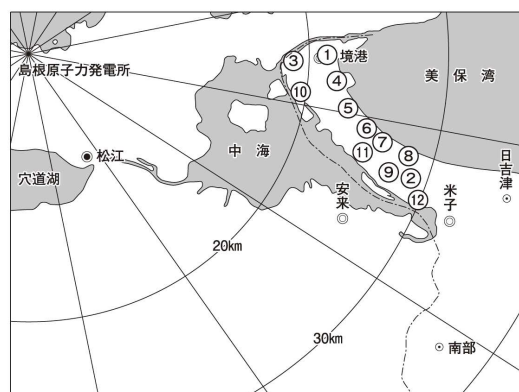 島根原子力発電所
①
境港
③
④
美保湾
⑩
⑤
⑥
⑦
⑪
⑧
中海
⑨
②
⑫
松江
宍道湖
安来
米子
日吉津
20km
30km
南部